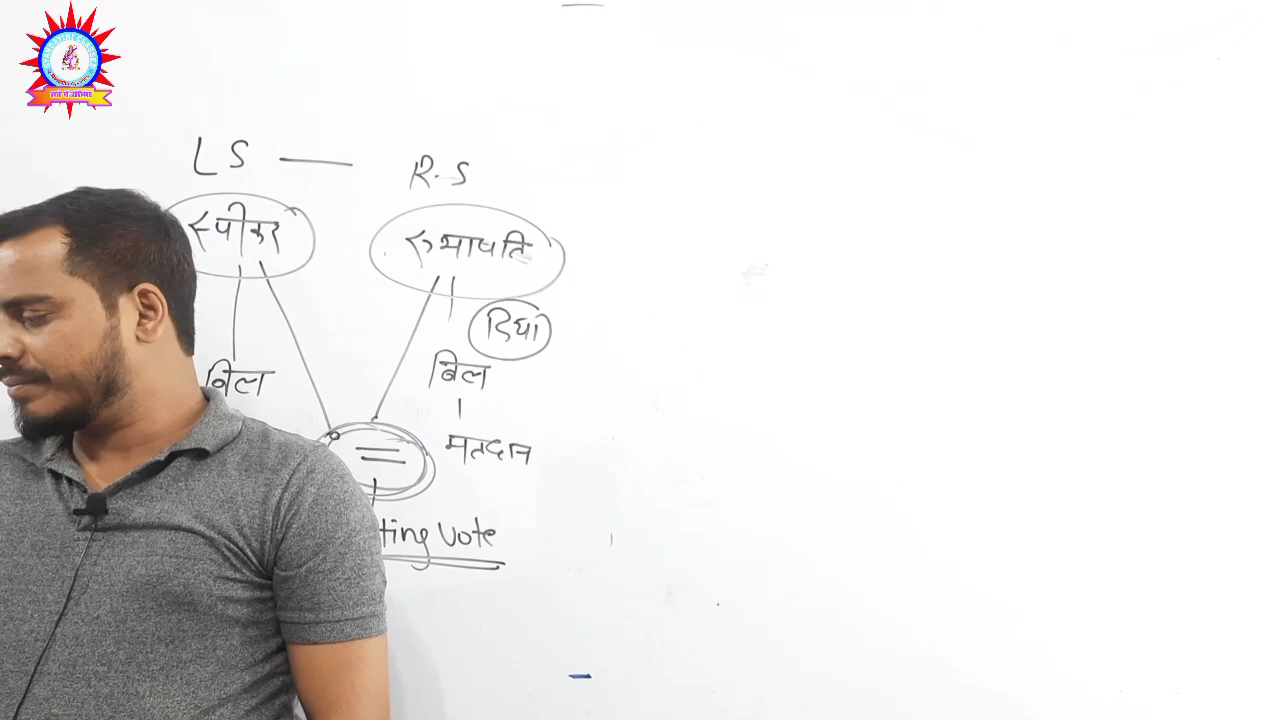 LS — R.S
स्पीकर सभापति
दिया
बिल बिल
मतदान
=
ting vote